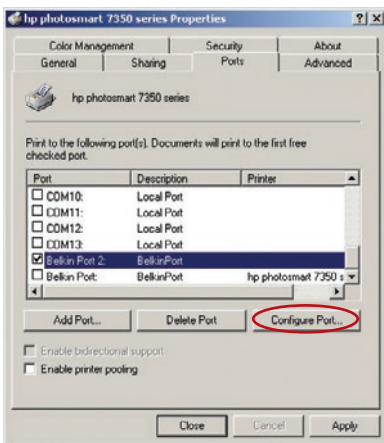 hp photosmart 7350 series Properties
Color Management Security About
General Sharing Ports Advanced
hp photosmart 7350 series
Print to the following port(s). Documents will print to the first free
checked port.
Port Description Printer
COM10: Local Port
COM11: Local Port
COM12: Local Port
COM13: Local Port
Belkin Port 2: BelkinPort
Belkin Port: BelkinPort hp photosmart 7350 s
Add Port... Delete Port Configure Port...
Enable bidirectional support
Enable printer pooling
Close Cancel Apply